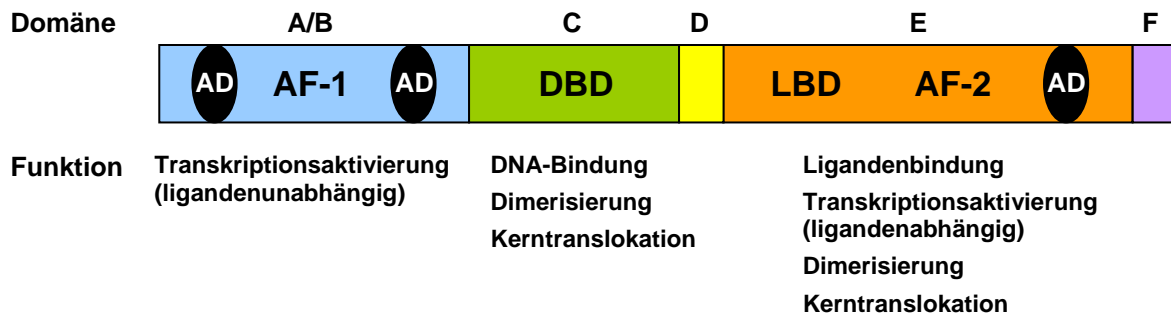 Domäne A/B C D E F
AD AF-1 AD DBD LBD AF-2 AD
Funktion Transkriptionsaktivierung DNA-Bindung Ligandenbindung
(ligandenunabhängig) Dimerisierung Transkriptionsaktivierung
Kerntranslokation (ligandenabhängig)
Dimerisierung
Kerntranslokation